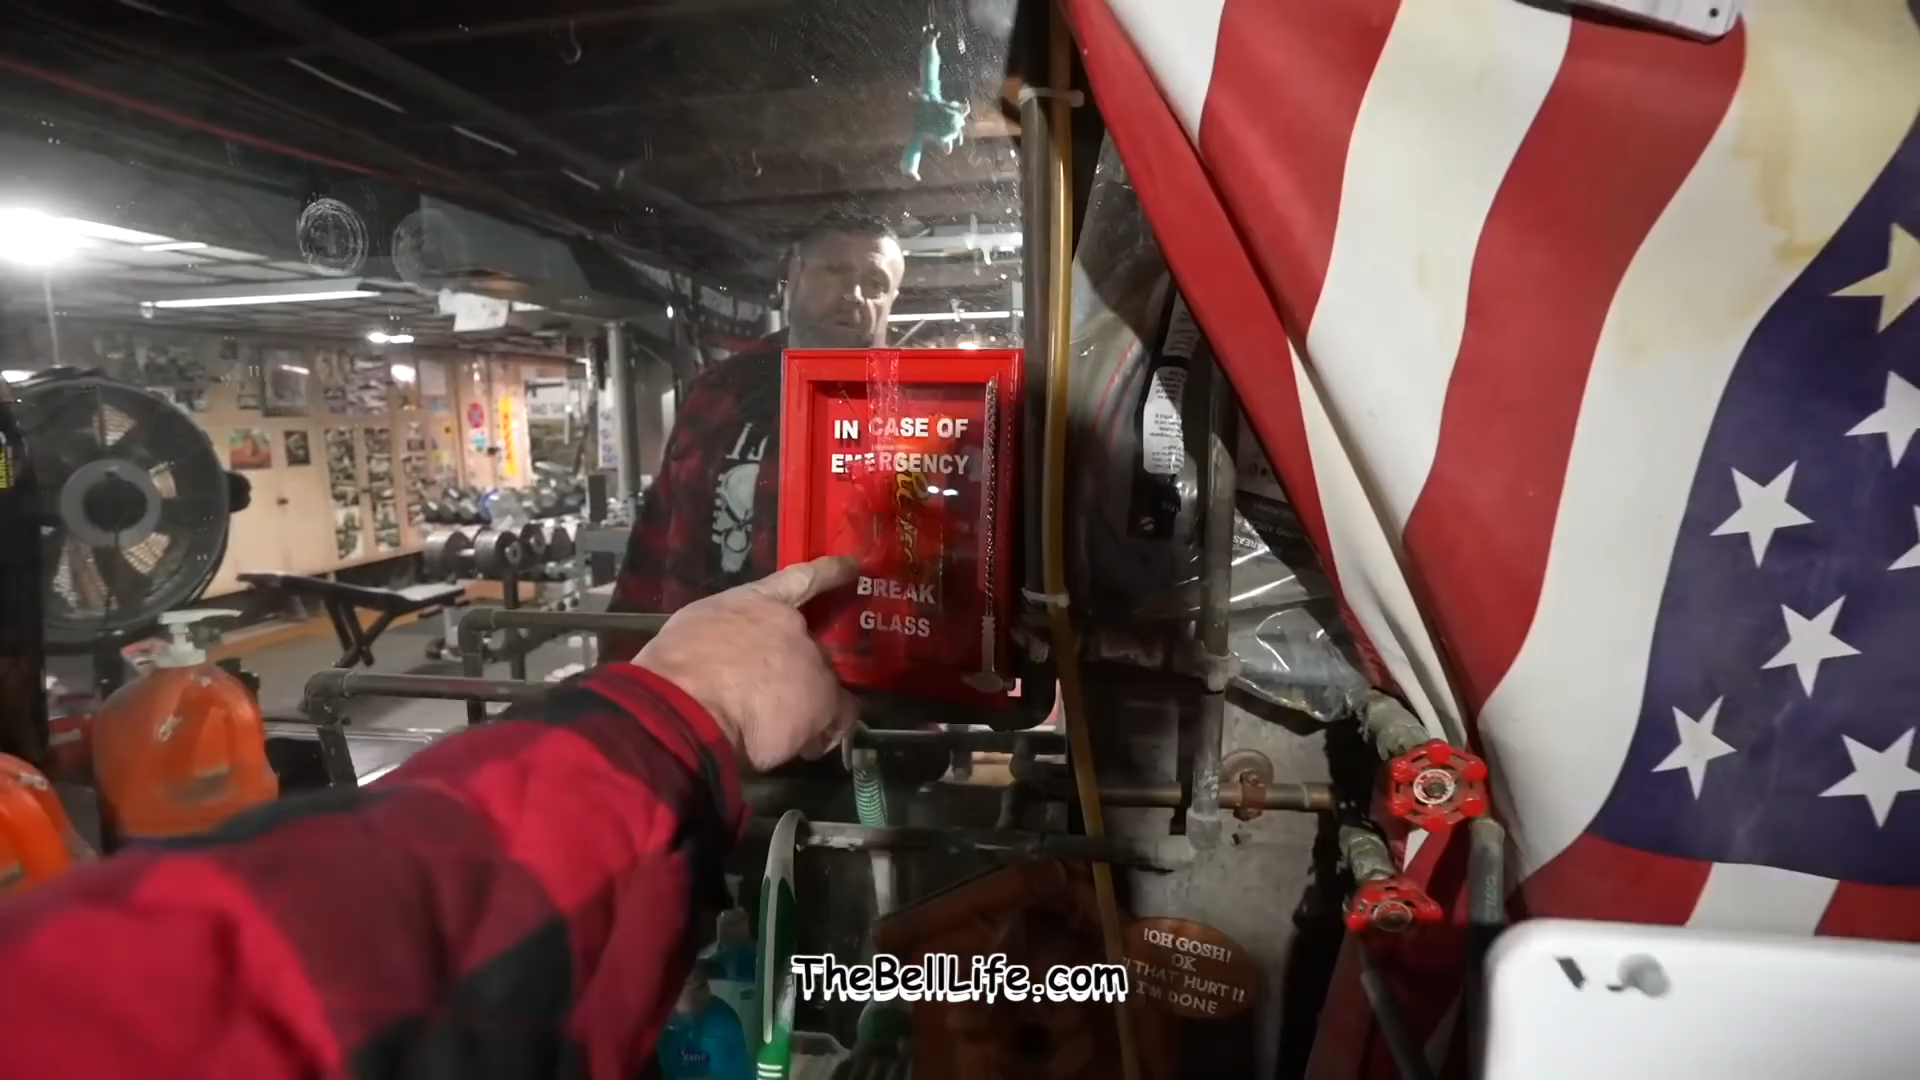 IN CASE OF
EMERGENCY
BREAK
GLASS
!OH GOSH!
OK
"THAT HURT !!
I'M DONE
TheBellLife.com